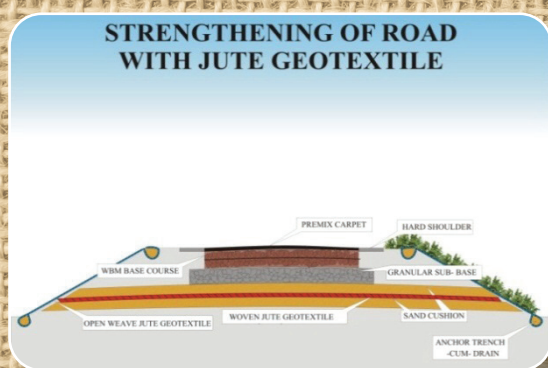 STRENGTHENING OF ROAD
WITH JUTE GEOTEXTILE
PREMIX CARPET
HARD SHOULDER
WBM BASE COURSE
GRANULAR SUB- BASE
OPEN WEAVE JUTE GEOTEXTILE
WOVEN JUTE GEOTEXTILE
SAND CUSHION
ANCHOR TRENCH
-CUM- DRAIN